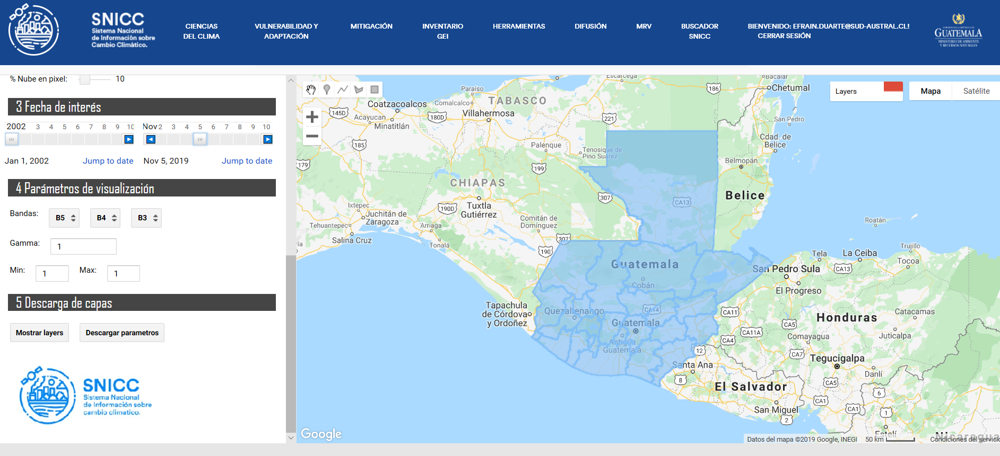 SNICC
Sistema Nacional
de Información sobre
Cambio Climático.
CIENCIAS
DEL CLIMA
VULNERABILIDAD Y
ADAPTACIÓN
MITIGACIÓN
INVENTARIO
GEI
HERRAMIENTAS
DIFUSIÓN
MRV
BUSCADOR
SNICC
BIENVENIDO: EFRAIN.DUARTE@SUD-AUSTRAL.CL!
CERRAR SESIÓN
GUATEMALA
MINISTERIO DE AMBIENTE
Y RECURSOS NATURALES
% Nube en pixel: 10
3 Fecha de interés
2002 3 4 5 6 7 8 9 10
Nov 2 3 4 5 6 7 8 9 10
Jan 1, 2002 Jump to date
Nov 5, 2019 Jump to date
4 Parámetros de visualización
Bandas: B5 B4 B3
Gamma: 1
Min: 1 Max: 1
5 Descarga de capas
Mostrar layers Descargar parametros
SNICC
Sistema Nacional
de Información sobre
cambio climatico.
Layers
Mapa Satélite
Escárcega
Bacalar
Chetumal
186
Paraíso
TABASCO
Coatzacoalcos
Comalcalco
145D
180D
Villahermosa
Acayucan
Minatitlán
221
San Pedro
185
Palenque
Tenosique de
Pino Suárez
Cdad. de
Belice
Belmopán
179
199
CHIAPAS
307
Belice
CA13
Ixtepec
190D
Tuxtla
Gutiérrez
Juchitán de
Zaragoza
Comitán de
Domínguez
Tehuantepec
Arriaga
Roatán
Salina Cruz
Tonalá
307
190
Trujillo
Tela
La Ceiba
Tocoa
Guatemala
San Pedro Sula
CA13
Cobán
El Progreso
Tapachula
de Córdova
y Ordoñez
Quezaltenango
CA14
CA11
Catacamas
Honduras
Guatemala
CA5
CA11A
Comayagua
Juticalpa
CA4
Antigua
Guatemala
12
CA7
Tegucigalpa
Santa Ana
8
Danlí
El Salvador
CA5
6
San Miguel
CA1
CA1
1
2
Estelí
Nicaragua
Google
Datos del mapa ©2019 Google, INEGI 50 km Condiciones del servicio